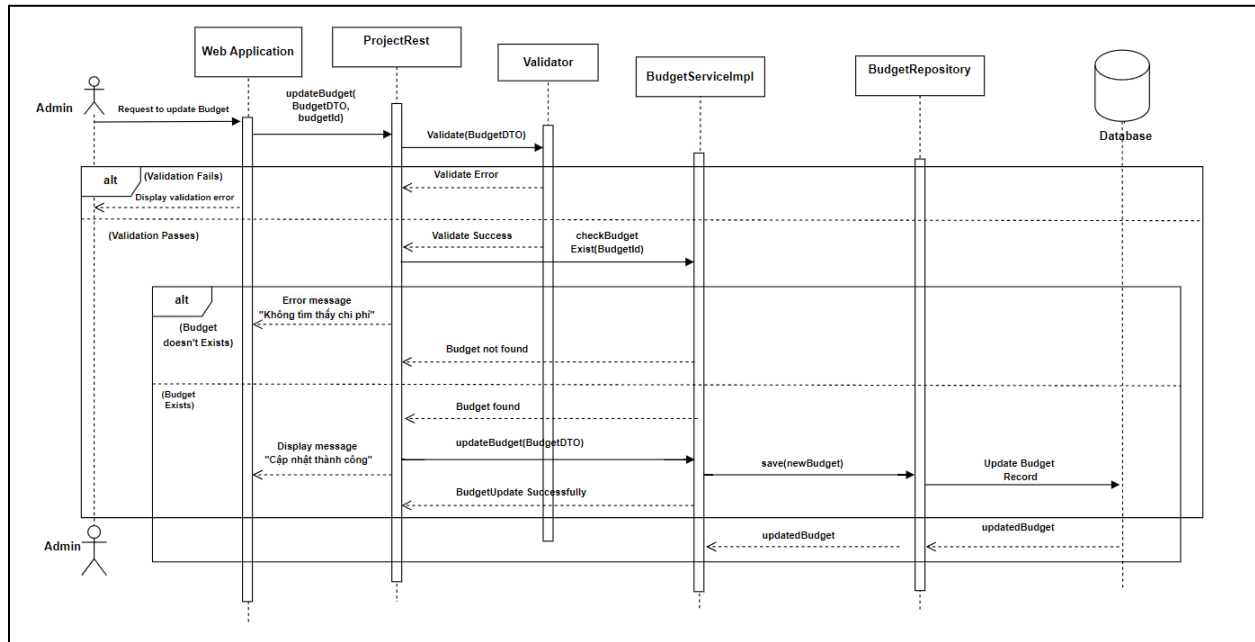 Web Application
ProjectRest
Validator
BudgetServiceImpl
BudgetRepository
Database
Admin
Request to update Budget
updateBudget(
BudgetDTO,
budgetId)
Validate(BudgetDTO)
alt
(Validation Fails)
Validate Error
Display validation error
(Validation Passes)
Validate Success
checkBudget
Exist(BudgetId)
alt
Error message
"Không tìm thấy chi phí"
(Budget
doesn't Exists)
Budget not found
(Budget
Exists)
Budget found
Display message
"Cập nhật thành công"
updateBudget(BudgetDTO)
save(newBudget)
Update Budget
Record
BudgetUpdate Successfully
updatedBudget
updatedBudget
Admin